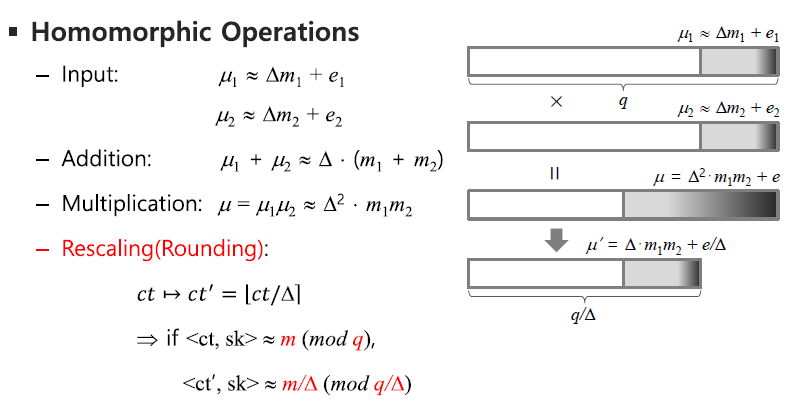 ▪ Homomorphic Operations
– Input: μ₁ ≈ Δm₁ + e₁
μ₂ ≈ Δm₂ + e₂
– Addition: μ₁ + μ₂ ≈ Δ · (m₁ + m₂)
– Multiplication: μ = μ₁μ₂ ≈ Δ² · m₁m₂
– Rescaling(Rounding):
ct ↦ ct′ = ⌊ct/Δ⌉
⇒ if <ct, sk> ≈ m (mod q),
<ct′, sk> ≈ m/Δ (mod q/Δ)
μ₁ ≈ Δm₁ + e₁
× q
μ₂ ≈ Δm₂ + e₂
=
μ = Δ²·m₁m₂ + e
μ′ = Δ·m₁m₂ + e/Δ
q/Δ